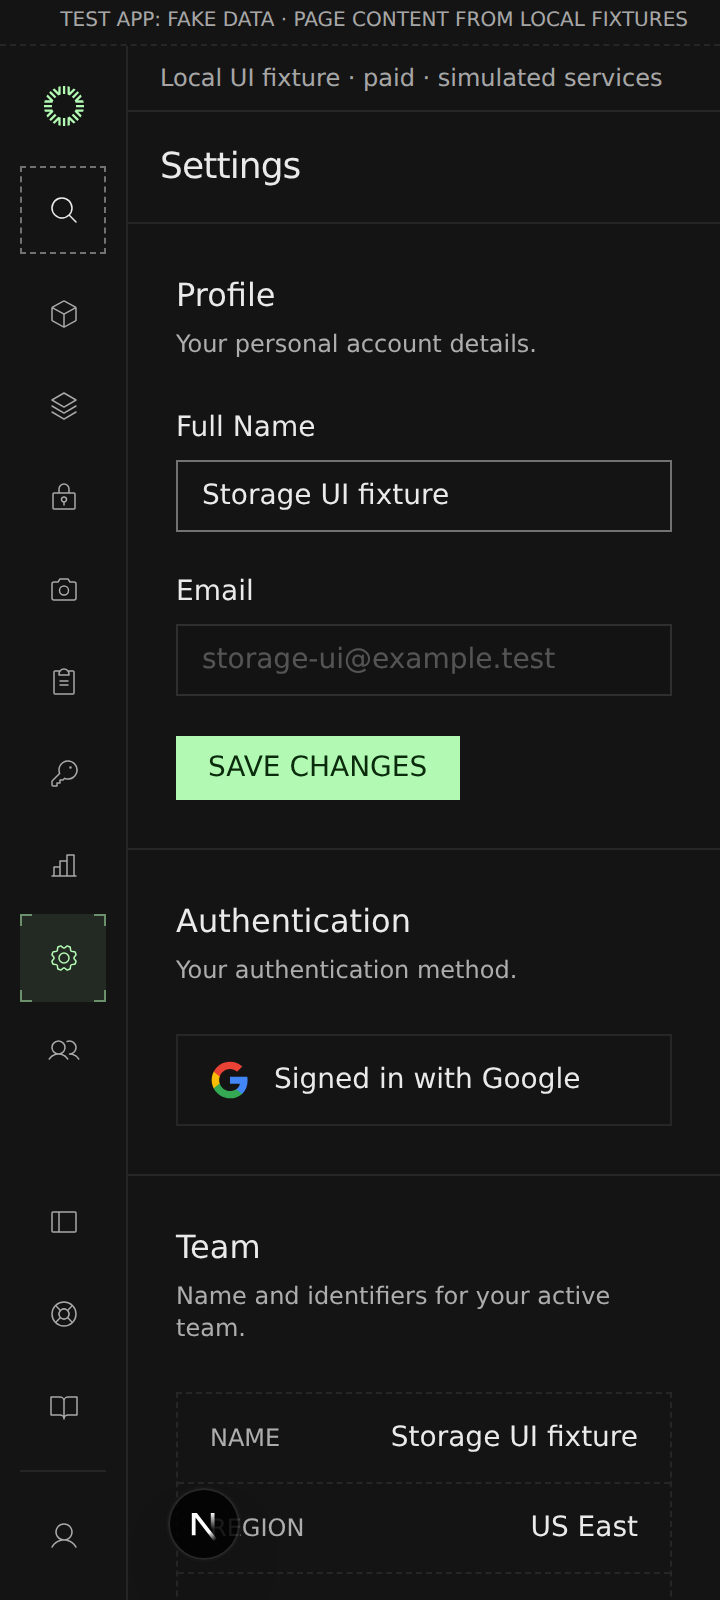 TEST APP: FAKE DATA · PAGE CONTENT FROM LOCAL FIXTURES
Local UI fixture · paid · simulated services
Settings
Profile
Your personal account details.
Full Name
Storage UI fixture
Email
storage-ui@example.test
SAVE CHANGES
Authentication
Your authentication method.
Signed in with Google
Team
Name and identifiers for your active
team.
NAME Storage UI fixture
REGION US East